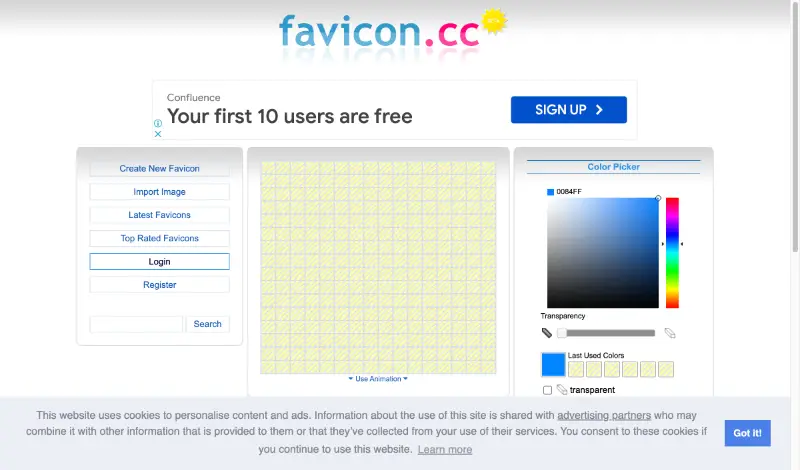 favicon.cc
Confluence
Your first 10 users are free
SIGN UP
Create New Favicon
Import Image
Latest Favicons
Top Rated Favicons
Login
Register
Search
Use Animation
Color Picker
0084FF
Transparency
Last Used Colors
transparent
This website uses cookies to personalise content and ads. Information about the use of this site is shared with advertising partners who may
combine it with other information that is provided to them or that they've collected from your use of their services. You consent to these cookies if
you continue to use this website. Learn more
Got it!